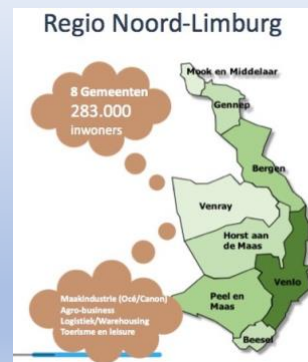 Regio Noord-Limburg
8 Gemeenten
283.000
inwoners
Mook en Middelaar
Gennep
Bergen
Venray
Horst aan
de Maas
Venlo
Peel en
Maas
Beesel
Maakindustrie (Océ/Canon)
Agro-business
Logistiek/Warehousing
Toerisme en leisure